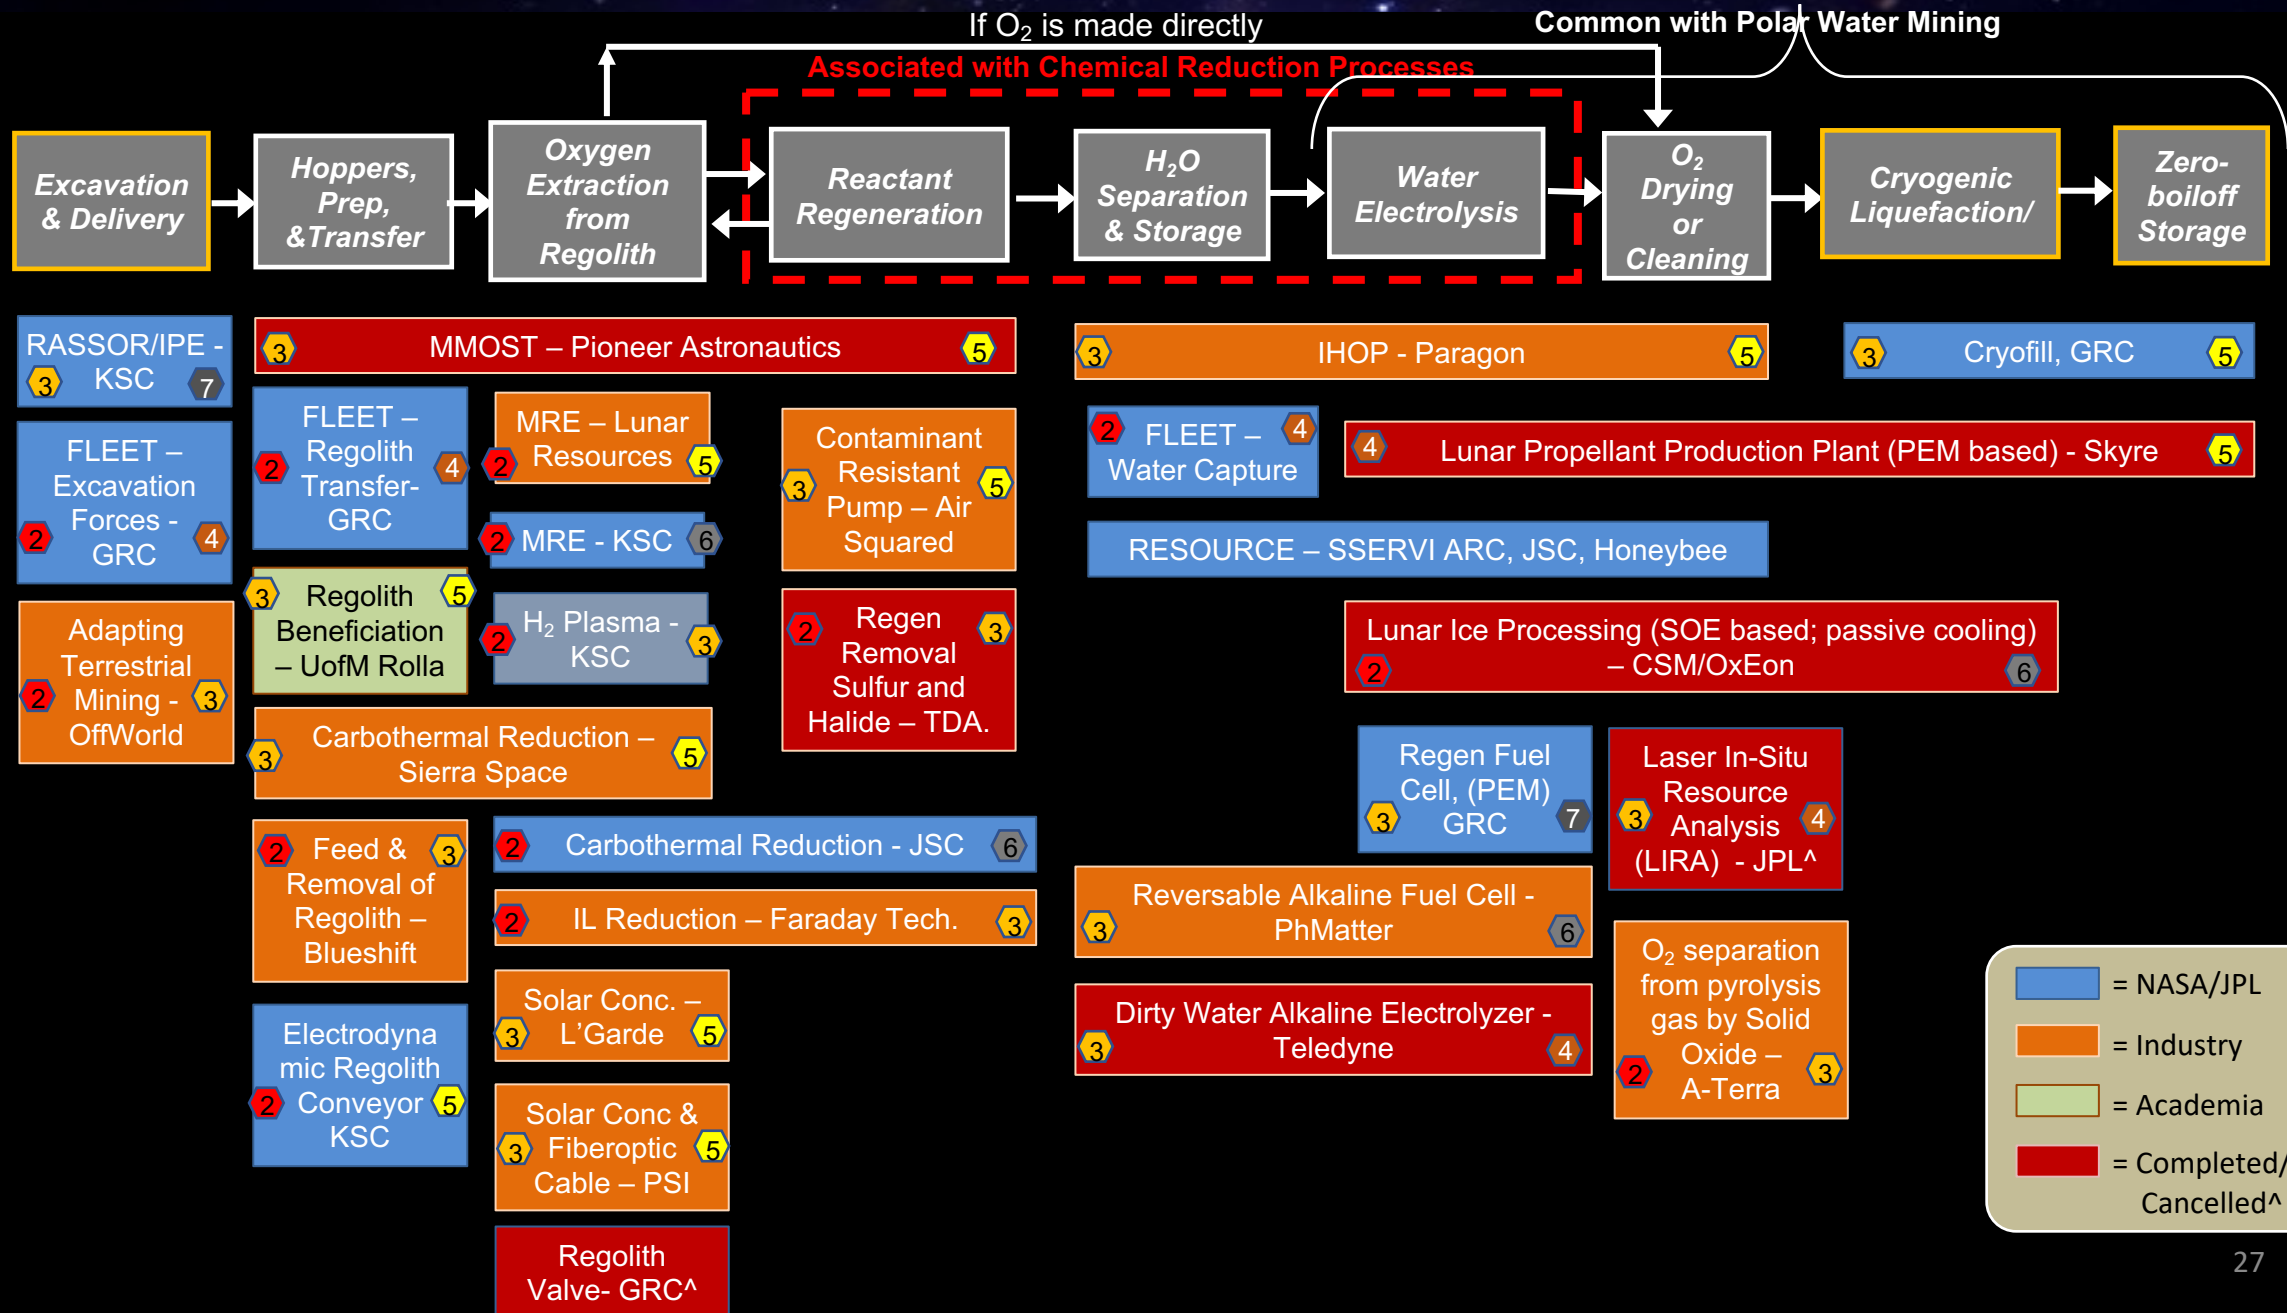 If O₂ is made directly
Common with Polar Water Mining
Associated with Chemical Reduction Processes
Excavation
& Delivery
Hoppers,
Prep,
&Transfer
Oxygen
Extraction
from
Regolith
Reactant
Regeneration
H₂O
Separation
& Storage
Water
Electrolysis
O₂
Drying
or
Cleaning
Cryogenic
Liquefaction/
Zero-
boiloff
Storage
RASSOR/IPE -
3 KSC 7
FLEET –
Excavation
Forces -
2 GRC 4
Adapting
Terrestrial
2 Mining - 3
OffWorld
3 MMOST – Pioneer Astronautics 5
FLEET –
Regolith
2 Transfer- 4
GRC
3 Regolith 5
Beneficiation
– UofM Rolla
MRE – Lunar
2 Resources 5
2 MRE - KSC 6
2 H₂ Plasma - 3
KSC
3 Carbothermal Reduction – 5
Sierra Space
Contaminant
Resistant
3 Pump – Air 5
Squared
2 Regen 3
Removal
Sulfur and
Halide – TDA.
2 Feed & 3
Removal of
Regolith –
Blueshift
Electrodyna
mic Regolith
2 Conveyor 5
KSC
2 Carbothermal Reduction - JSC 6
2 IL Reduction – Faraday Tech. 3
Solar Conc. –
3 L'Garde 5
Solar Conc &
3 Fiberoptic 5
Cable – PSI
Regolith
Valve- GRC^
3 IHOP - Paragon 5
3 Cryofill, GRC 5
2 FLEET – 4
Water Capture
4 Lunar Propellant Production Plant (PEM based) - Skyre 5
RESOURCE – SSERVI ARC, JSC, Honeybee
Lunar Ice Processing (SOE based; passive cooling)
2 – CSM/OxEon 6
Regen Fuel
Cell, (PEM)
3 GRC 7
Laser In-Situ
Resource
3 Analysis 4
(LIRA) - JPL^
Reversable Alkaline Fuel Cell -
3 PhMatter 6
Dirty Water Alkaline Electrolyzer -
3 Teledyne 4
O₂ separation
from pyrolysis
gas by Solid
2 Oxide – 3
A-Terra
= NASA/JPL
= Industry
= Academia
= Completed/
Cancelled^
27